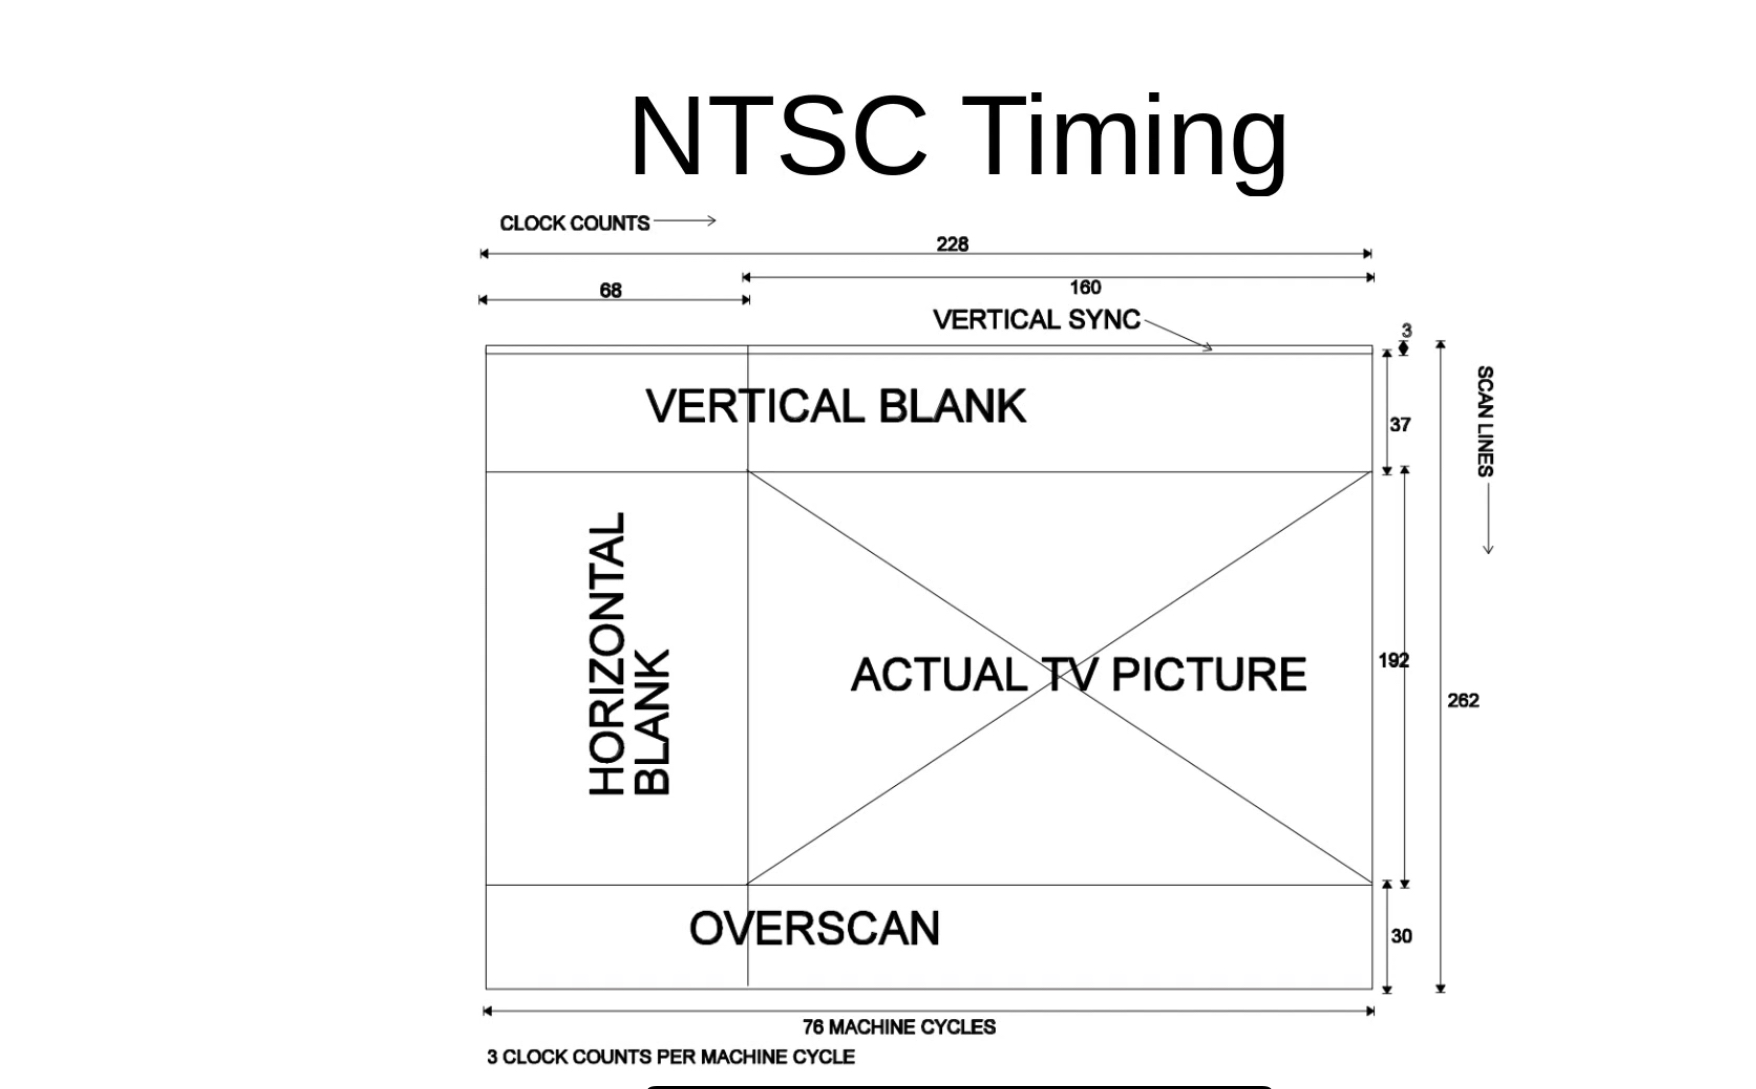 NTSC Timing
CLOCK COUNTS
228
160
68
VERTICAL SYNC
3
VERTICAL BLANK
37
SCAN LINES
HORIZONTAL
BLANK
ACTUAL TV PICTURE
192
262
OVERSCAN
30
76 MACHINE CYCLES
3 CLOCK COUNTS PER MACHINE CYCLE